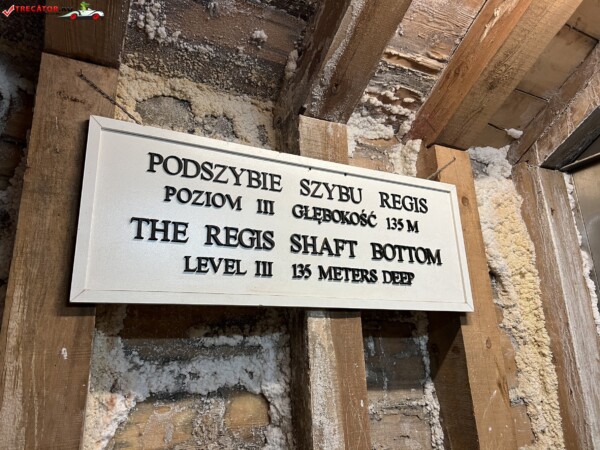 TRECATOR
PODSZYBIE SZYBU REGIS
POZIOM III GŁĘBOKOŚĆ 135 M
THE REGIS SHAFT BOTTOM
LEVEL III 135 METERS DEEP